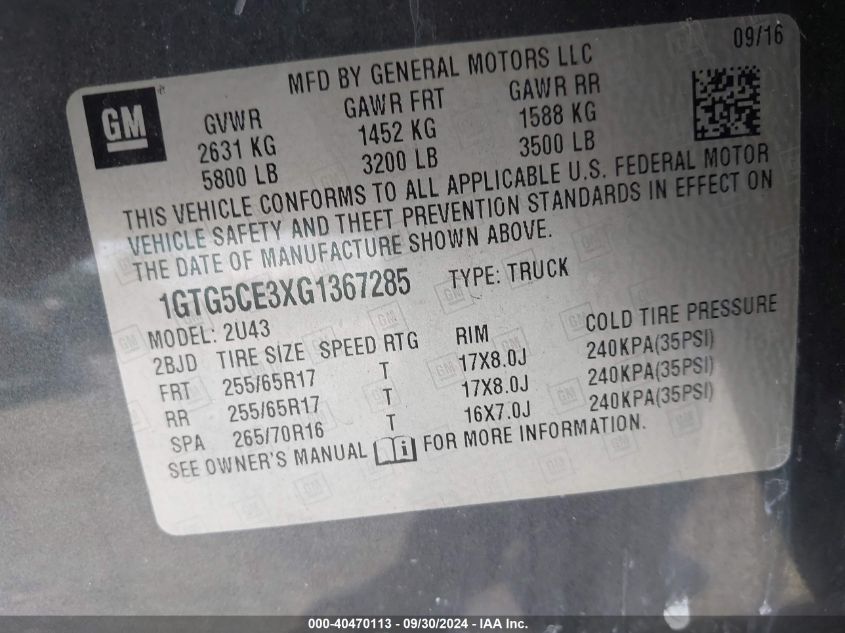 09/16
MFD BY GENERAL MOTORS LLC
GM
GVWR GAWR FRT GAWR RR
2631 KG 1452 KG 1588 KG
5800 LB 3200 LB 3500 LB
THIS VEHICLE CONFORMS TO ALL APPLICABLE U.S. FEDERAL MOTOR
VEHICLE SAFETY AND THEFT PREVENTION STANDARDS IN EFFECT ON
THE DATE OF MANUFACTURE SHOWN ABOVE.
1GTG5CE3XG1367285 TYPE: TRUCK
MODEL: 2U43
2BJD TIRE SIZE SPEED RTG RIM COLD TIRE PRESSURE
FRT 255/65R17 T 17X8.0J 240KPA(35PSI)
RR 255/65R17 T 17X8.0J 240KPA(35PSI)
SPA 265/70R16 T 16X7.0J 240KPA(35PSI)
SEE OWNER'S MANUAL FOR MORE INFORMATION.
000-40470113 - 09/30/2024 - IAA Inc.